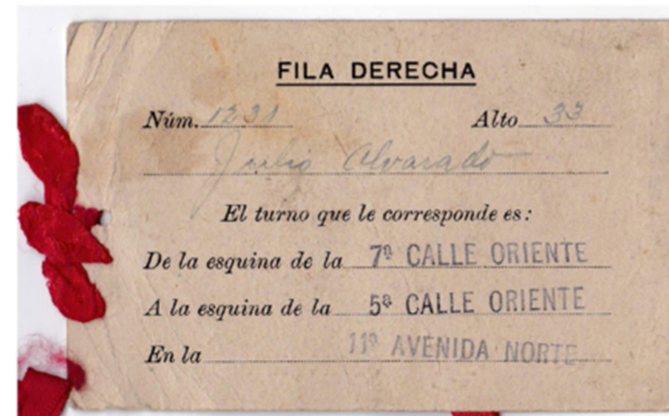 FILA DERECHA
Núm. 1231 Alto 33
Julio Alvarado
El turno que le corresponde es:
De la esquina de la 7ª CALLE ORIENTE
A la esquina de la 5ª CALLE ORIENTE
En la 11ª AVENIDA NORTE